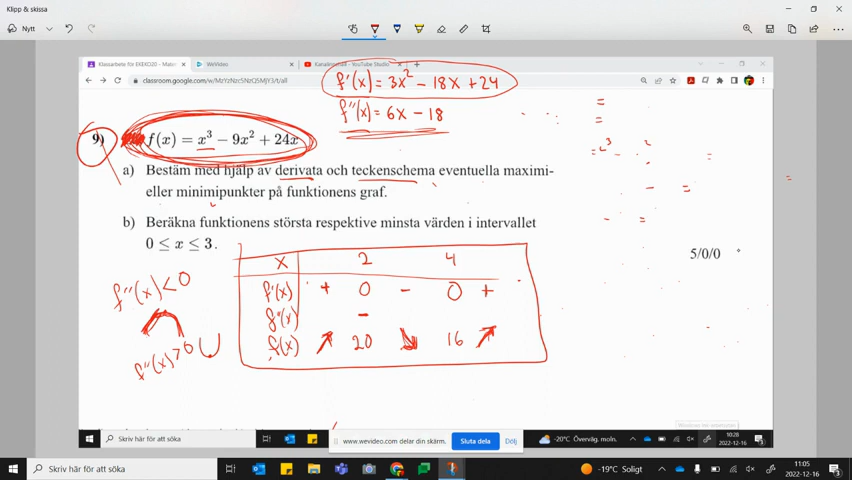 Klipp & skissa
Nytt
Klassarbete för EKEKO20 - Mate
WeVideo
YouTube Studio
classroom.google.com/w/MzYzNzc5NzQ5MjY3/t/all
f'(x) = 3x² - 18x + 24
f''(x) = 6x - 18
9) f(x) = x³ − 9x² + 24x
a) Bestäm med hjälp av derivata och teckenschema eventuella maximi-
eller minimipunkter på funktionens graf.
b) Beräkna funktionens största respektive minsta värden i intervallet
0 ≤ x ≤ 3.
5/0/0
x 2 4
f'(x) + 0 - 0 +
f''(x) -
f(x) ↗ 20 ↘ 16 ↗
f''(x) < 0
f''(x) > 0
Skriv här för att söka
www.wevideo.com delar din skärm.
Sluta dela
Dölj
-20°C Överväg. moln.
10:28
2022-12-16
Skriv här för att söka
-19°C Soligt
11:05
2022-12-16